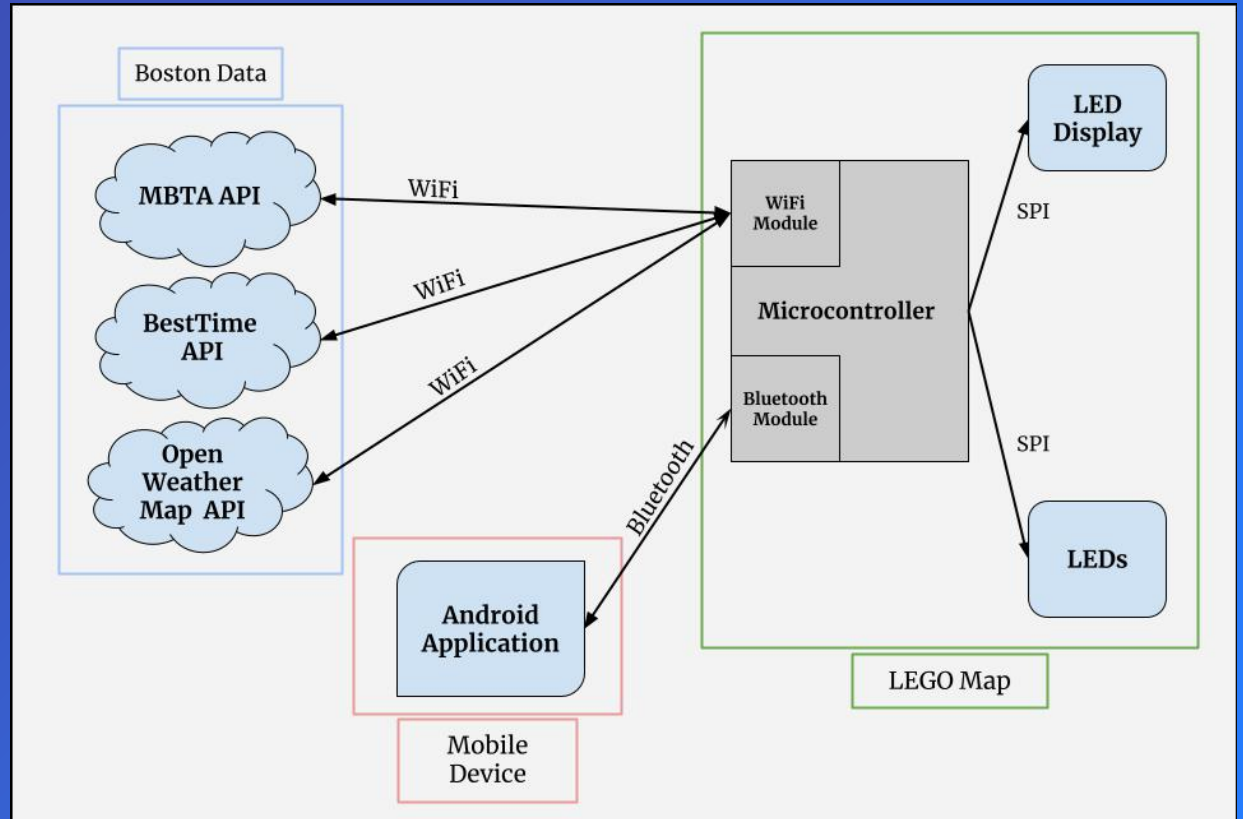 Boston Data
MBTA API
BestTime
API
Open
Weather
Map API
WiFi
WiFi
WiFi
WiFi
Module
Microcontroller
Bluetooth
Module
Bluetooth
LED
Display
SPI
SPI
LEDs
LEGO Map
Android
Application
Mobile
Device